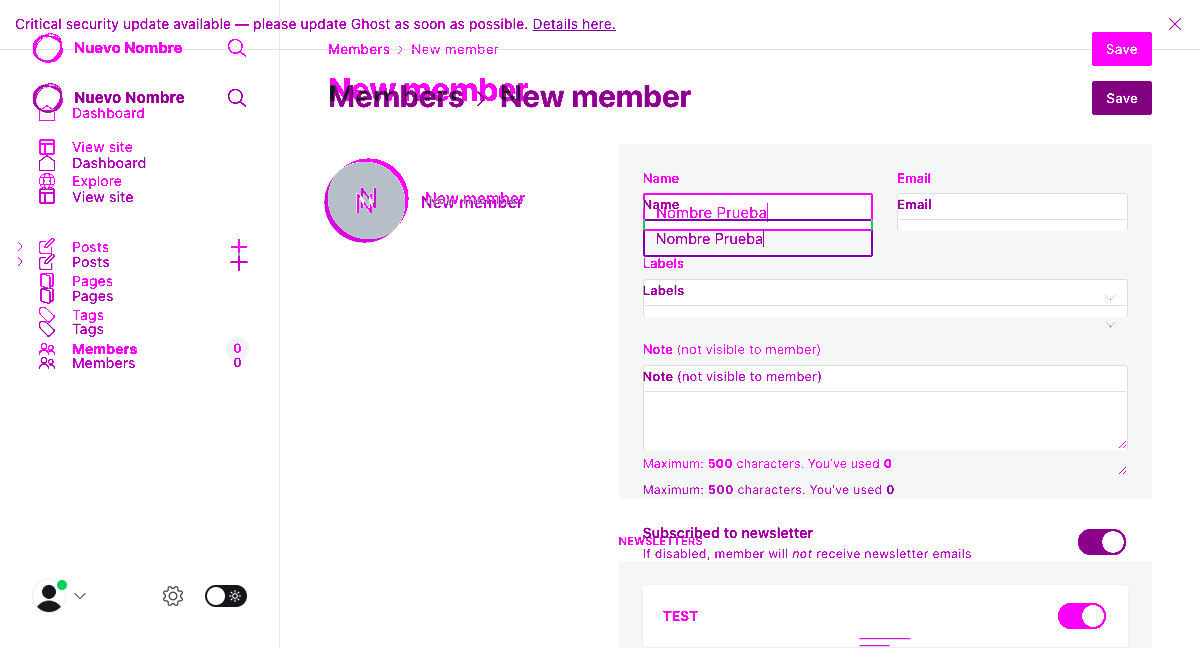 Critical security update available — please update Ghost as soon as possible. Details here.
Nuevo Nombre
Members > New member
Save
New member
Nuevo Nombre
Members > New member
Save
Dashboard
View site
Dashboard
Explore
View site
Name
Email
New member
New member
Name
Email
Nombre Prueba
Nombre Prueba
Posts
Posts
Labels
Pages
Labels
Pages
Tags
Tags
Members 0
Members 0
Note (not visible to member)
Note (not visible to member)
Maximum: 500 characters. You've used 0
Maximum: 500 characters. You've used 0
Subscribed to newsletter
NEWSLETTERS
If disabled, member will not receive newsletter emails
TEST